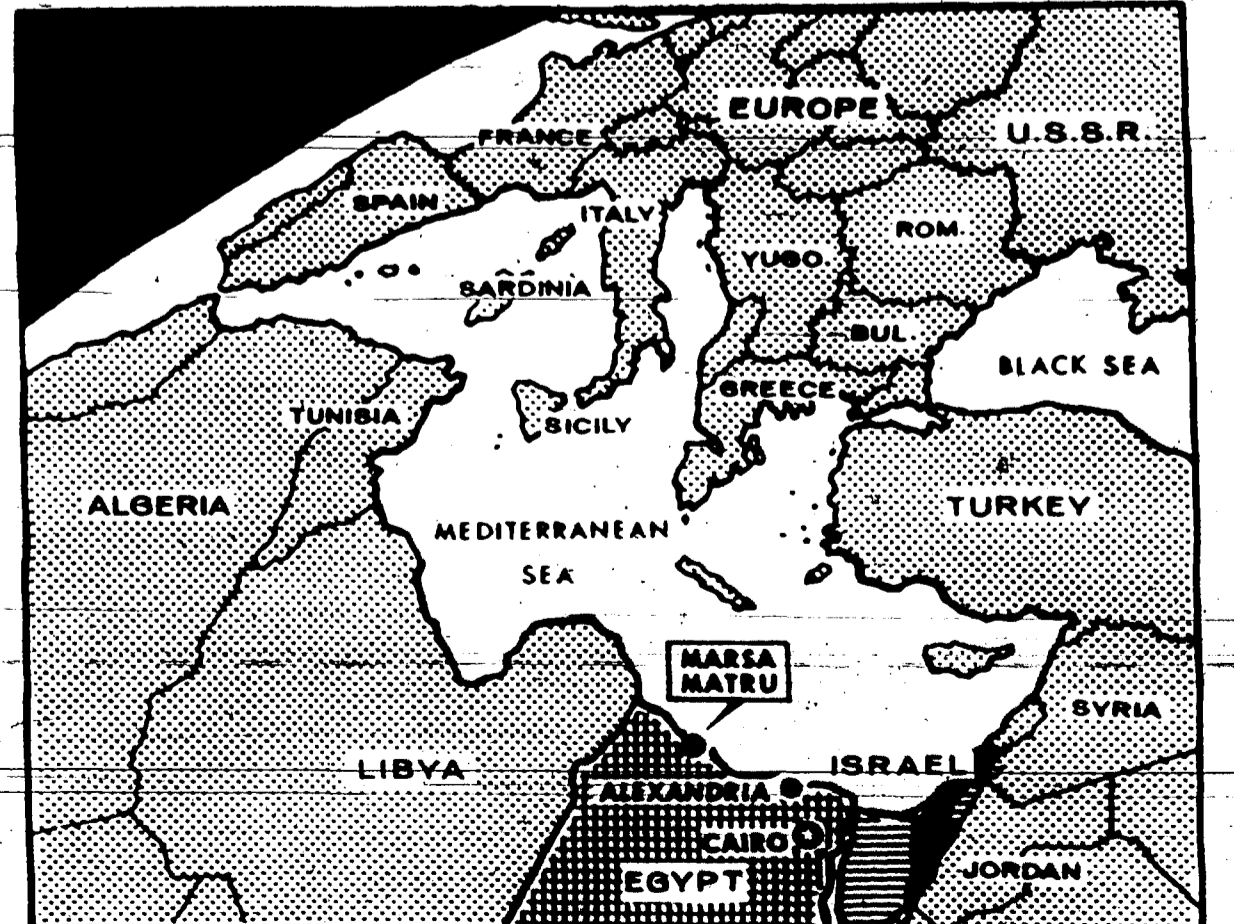 EUROPE
U.S.S.R.
FRANCE
SPAIN
ITALY
ROM.
YUGO.
SARDINIA
BUL.
BLACK SEA
GREECE
TUNISIA
SICILY
ALGERIA
TURKEY
MEDITERRANEAN
SEA
MARSA
MATRU
SYRIA
LIBYA
ISRAEL
ALEXANDRIA
CAIRO
EGYPT
JORDAN